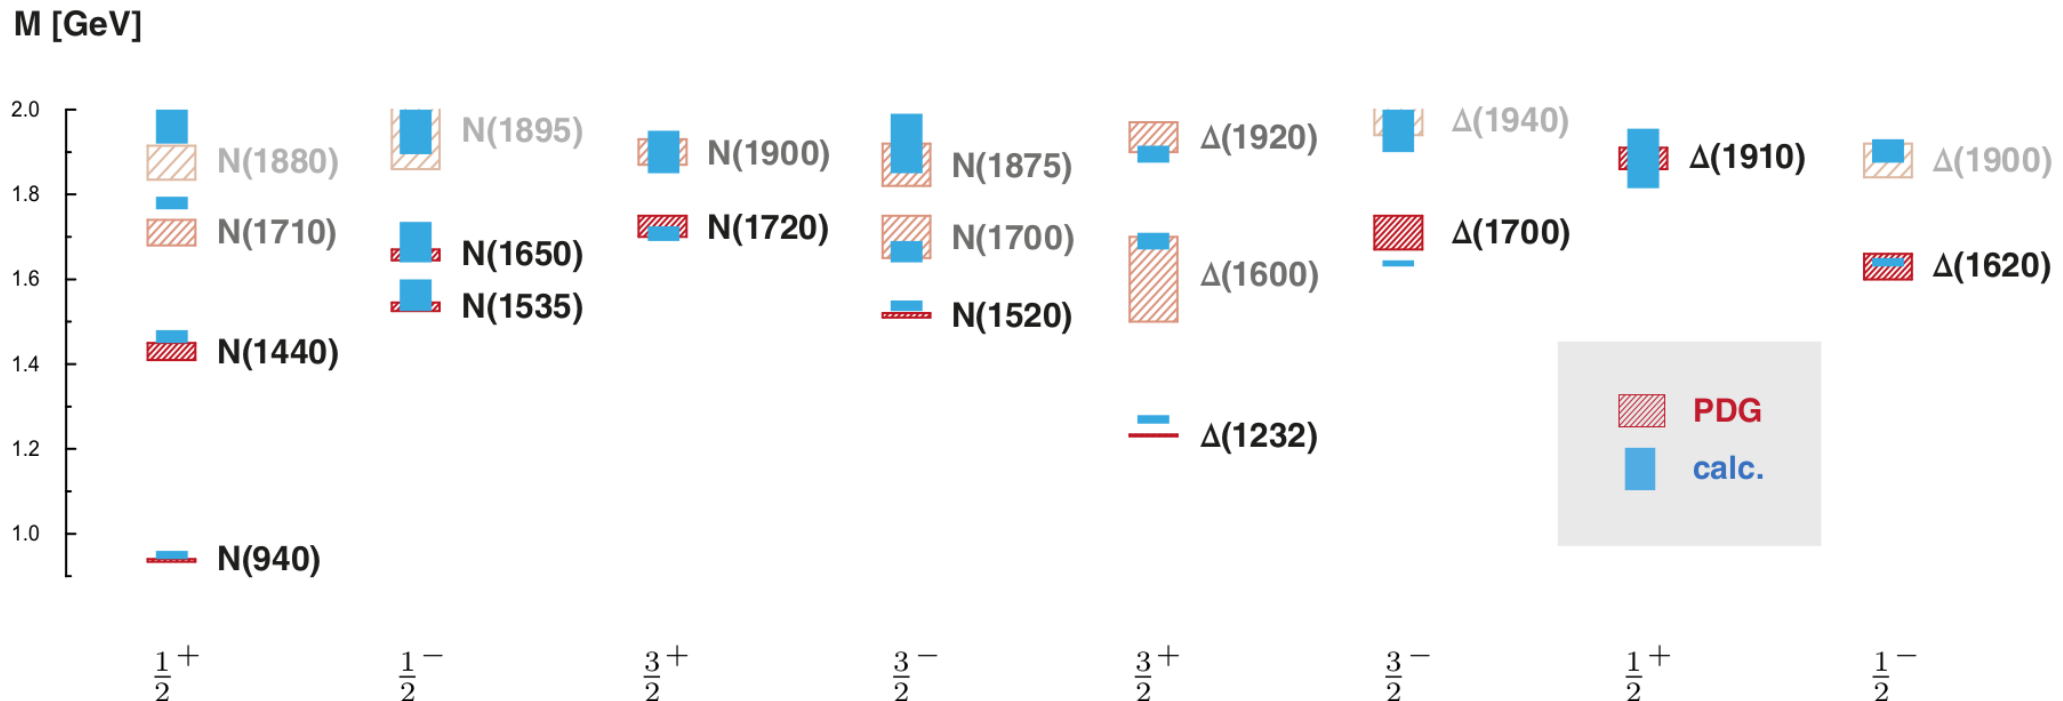 M [GeV]
2.0
1.8
1.6
1.4
1.2
1.0
N(1880)
N(1710)
N(1440)
N(940)
N(1895)
N(1650)
N(1535)
N(1900)
N(1720)
N(1875)
N(1700)
N(1520)
Δ(1920)
Δ(1600)
Δ(1232)
Δ(1940)
Δ(1700)
Δ(1910)
Δ(1900)
Δ(1620)
PDG
calc.
1/2+ 1/2− 3/2+ 3/2− 3/2+ 3/2− 1/2+ 1/2−